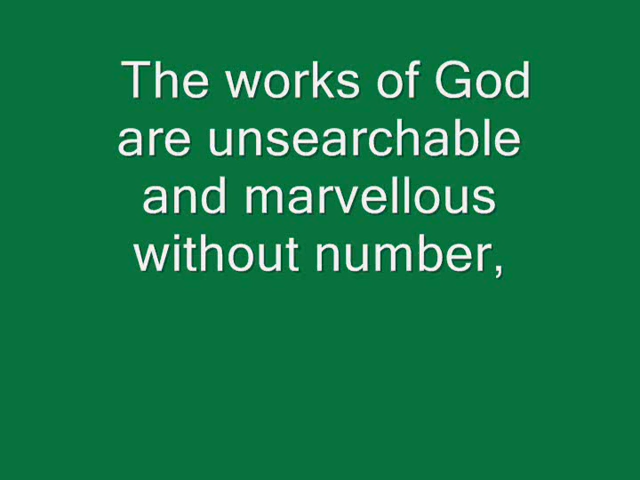 The works of God
are unsearchable
and marvellous
without number,